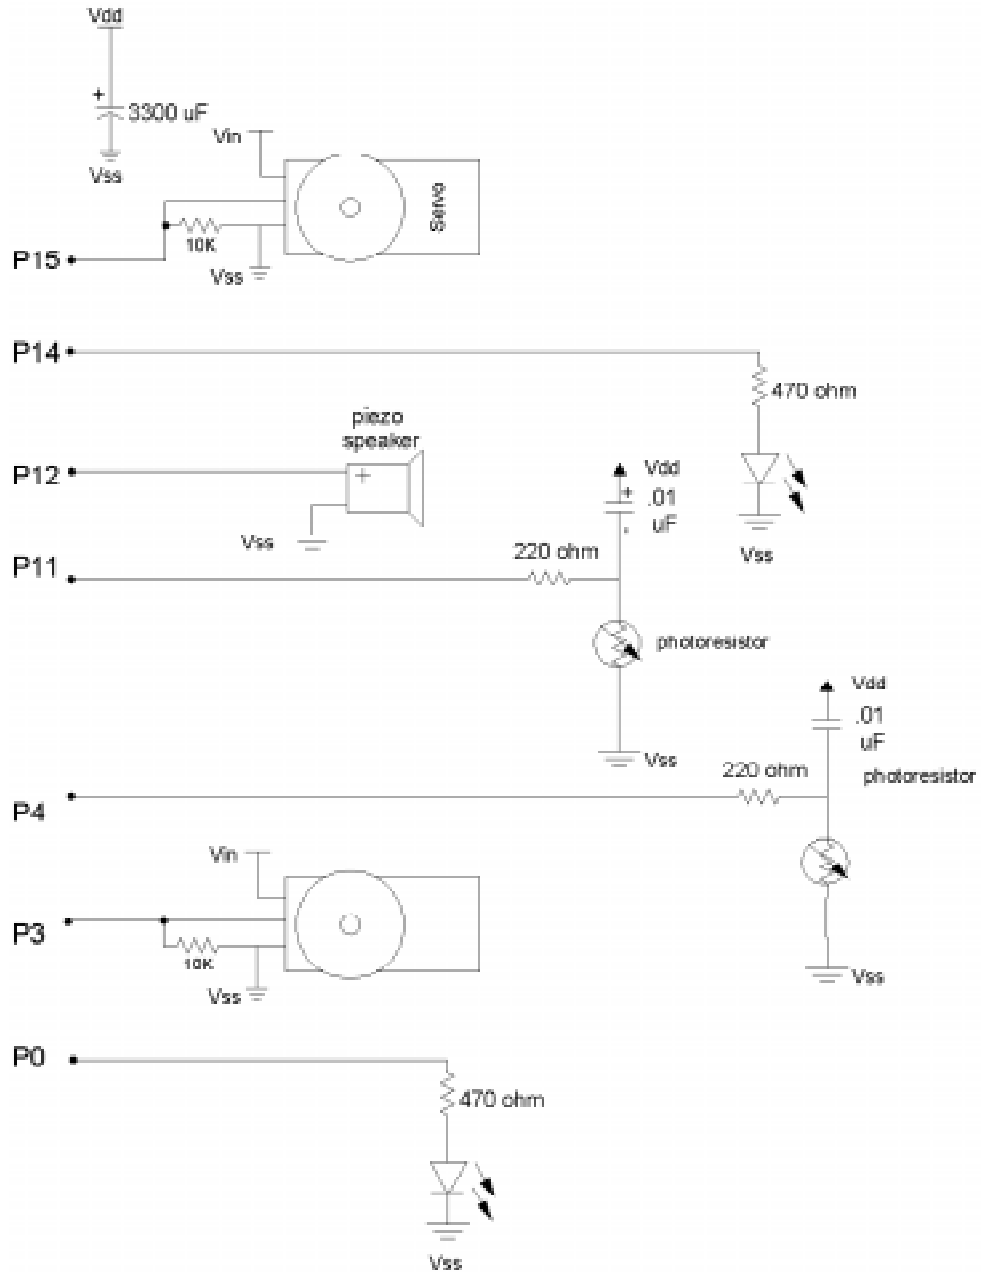 Vdd
+
3300 uF
Vss
Vin
Servo
10K
P15
Vss
P14
470 ohm
piezo
speaker
P12
+
Vss
Vdd
+
.01
uF
-
Vss
P11
220 ohm
photoresistor
Vss
Vdd
.01
uF
220 ohm
photoresistor
P4
Vss
Vin
P3
10K
Vss
P0
470 ohm
Vss